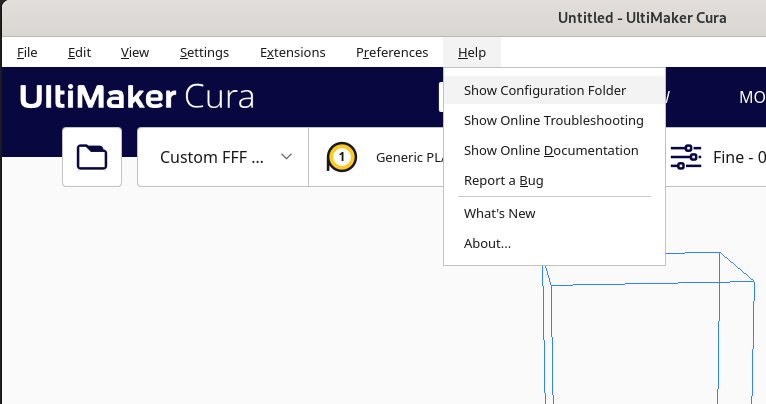 Untitled - UltiMaker Cura
File Edit View Settings Extensions Preferences Help
UltiMaker Cura
Show Configuration Folder
Show Online Troubleshooting
Show Online Documentation
Report a Bug
What's New
About...
Custom FFF ...
1
Generic PLA
Fine - 0